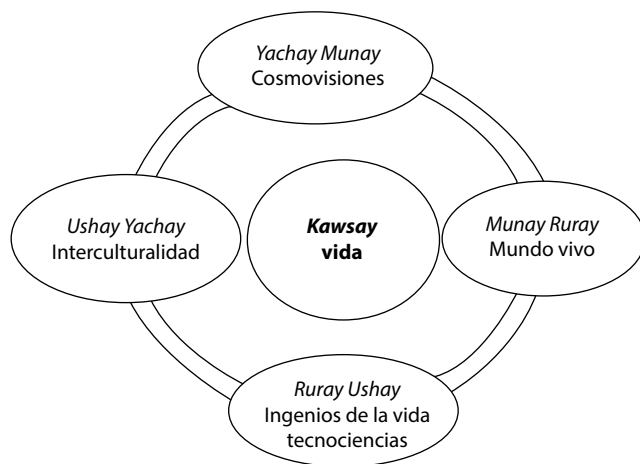 Yachay Munay
Cosmovisiones
Ushay Yachay
Interculturalidad
Kawsay
vida
Munay Ruray
Mundo vivo
Ruray Ushay
Ingenios de la vida
tecnociencias